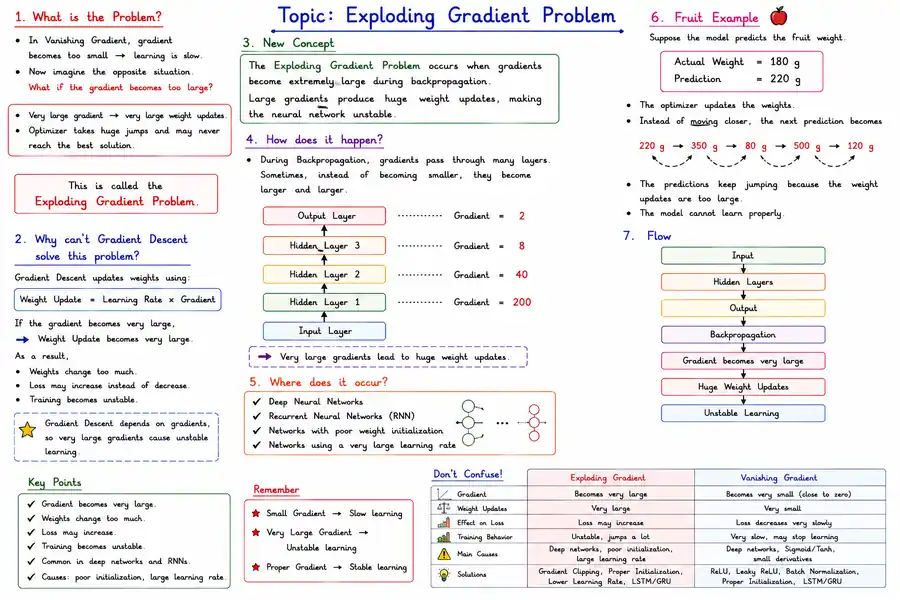 Topic: Exploding Gradient Problem
1. What is the Problem?
• In Vanishing Gradient, gradient
becomes too small → learning is slow.
• Now imagine the opposite situation.
What if the gradient becomes too large?
• Very large gradient → very large weight updates.
• Optimizer takes huge jumps and may never
reach the best solution.
This is called the
Exploding Gradient Problem.
2. Why can't Gradient Descent
solve this problem?
Gradient Descent updates weights using:
Weight Update = Learning Rate × Gradient
If the gradient becomes very large,
→ Weight Update becomes very large.
As a result,
• Weights change too much.
• Loss may increase instead of decrease.
• Training becomes unstable.
Gradient Descent depends on gradients,
so very large gradients cause unstable
learning.
3. New Concept
The Exploding Gradient Problem occurs when gradients
become extremely large during backpropagation.
Large gradients produce huge weight updates, making
the neural network unstable.
4. How does it happen?
• During Backpropagation, gradients pass through many layers.
Sometimes, instead of becoming smaller, they become
larger and larger.
Output Layer Gradient = 2
Hidden Layer 3 Gradient = 8
Hidden Layer 2 Gradient = 40
Hidden Layer 1 Gradient = 200
Input Layer
→ Very large gradients lead to huge weight updates.
5. Where does it occur?
✓ Deep Neural Networks
✓ Recurrent Neural Networks (RNN)
✓ Networks with poor weight initialization
✓ Networks using a very large learning rate
6. Fruit Example
Suppose the model predicts the fruit weight.
Actual Weight = 180 g
Prediction = 220 g
• The optimizer updates the weights.
• Instead of moving closer, the next prediction becomes
220 g → 350 g → 80 g → 500 g → 120 g
• The predictions keep jumping because the weight
updates are too large.
• The model cannot learn properly.
7. Flow
Input
Hidden Layers
Output
Backpropagation
Gradient becomes very large
Huge Weight Updates
Unstable Learning
Key Points
✓ Gradient becomes very large.
✓ Weights change too much.
✓ Loss may increase.
✓ Training becomes unstable.
✓ Common in deep networks and RNNs.
✓ Causes: poor initialization, large learning rate.
Remember
★ Small Gradient → Slow learning
★ Very Large Gradient →
Unstable learning
★ Proper Gradient → Stable learning
Don't Confuse!
Exploding Gradient Vanishing Gradient
Gradient Becomes very large Becomes very small (close to zero)
Weight Updates Very large Very small
Effect on Loss Loss may increase Loss decreases very slowly
Training Behavior Unstable, jumps a lot Very slow, may stop learning
Main Causes Deep networks, poor initialization, large learning rate Deep networks, Sigmoid/Tanh, small derivatives
Solutions Gradient Clipping, Proper Initialization, Lower Learning Rate, LSTM/GRU ReLU, Leaky ReLU, Batch Normalization, Proper Initialization, LSTM/GRU